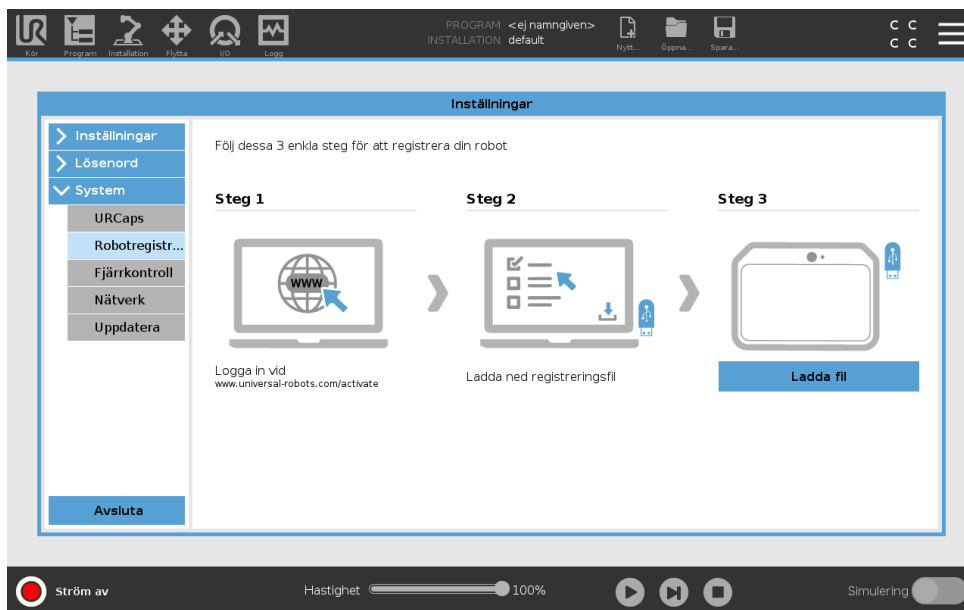 UR
PROGRAM <ej namngiven>
INSTALLATION default
Kör Program Installation Flytta I/O Logg Nytt... Öppna... Spara...
C C
C C
Inställningar
Inställningar
Lösenord
System
URCaps
Robotregistr...
Fjärrkontroll
Nätverk
Uppdatera
Avsluta
Följ dessa 3 enkla steg för att registrera din robot
Steg 1
WWW
Logga in vid
www.universal-robots.com/activate
Steg 2
Ladda ned registreringsfil
Steg 3
Ladda fil
Ström av
Hastighet 100%
Simulering